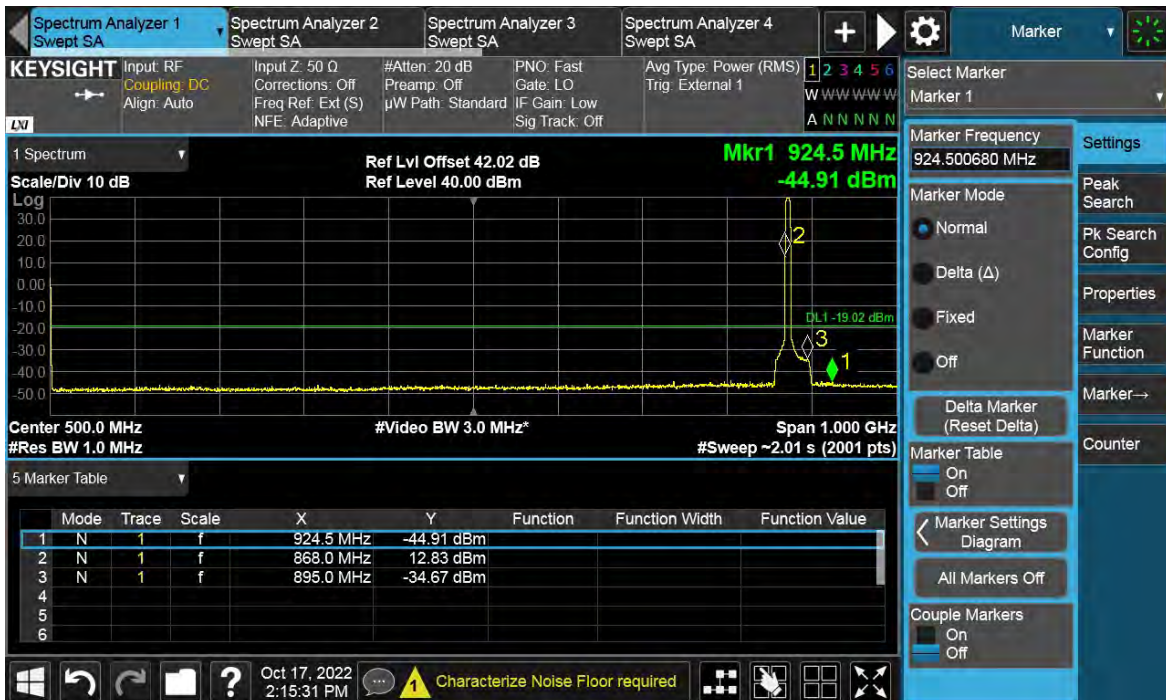 Spectrum Analyzer 1
Swept SA
Spectrum Analyzer 2
Swept SA
Spectrum Analyzer 3
Swept SA
Spectrum Analyzer 4
Swept SA
+
Marker
KEYSIGHT
LXI
Input: RF
Coupling: DC
Align: Auto
Input Z: 50 Ω
Corrections: Off
Freq Ref: Ext (S)
NFE: Adaptive
#Atten: 20 dB
Preamp: Off
µW Path: Standard
PNO: Fast
Gate: LO
IF Gain: Low
Sig Track: Off
Avg Type: Power (RMS)
Trig: External 1
1 2 3 4 5 6
W W W W W W
A N N N N N
Select Marker
Marker 1
1 Spectrum
Scale/Div 10 dB
Ref Lvl Offset 42.02 dB
Ref Level 40.00 dBm
Mkr1 924.5 MHz
-44.91 dBm
Log
30.0
20.0
10.0
0.00
-10.0
-20.0
-30.0
-40.0
-50.0
2
DL1 -19.02 dBm
3
1
Center 500.0 MHz
#Res BW 1.0 MHz
#Video BW 3.0 MHz*
Span 1.000 GHz
#Sweep ~2.01 s (2001 pts)
5 Marker Table
Mode Trace Scale X Y Function Function Width Function Value
1 N 1 f 924.5 MHz -44.91 dBm
2 N 1 f 868.0 MHz 12.83 dBm
3 N 1 f 895.0 MHz -34.67 dBm
4
5
6
Marker Frequency
924.500680 MHz
Marker Mode
Normal
Delta (Δ)
Fixed
Off
Delta Marker
(Reset Delta)
Marker Table
On
Off
Marker Settings
Diagram
All Markers Off
Couple Markers
On
Off
Settings
Peak
Search
Pk Search
Config
Properties
Marker
Function
Marker→
Counter
?
Oct 17, 2022
2:15:31 PM
1
Characterize Noise Floor required